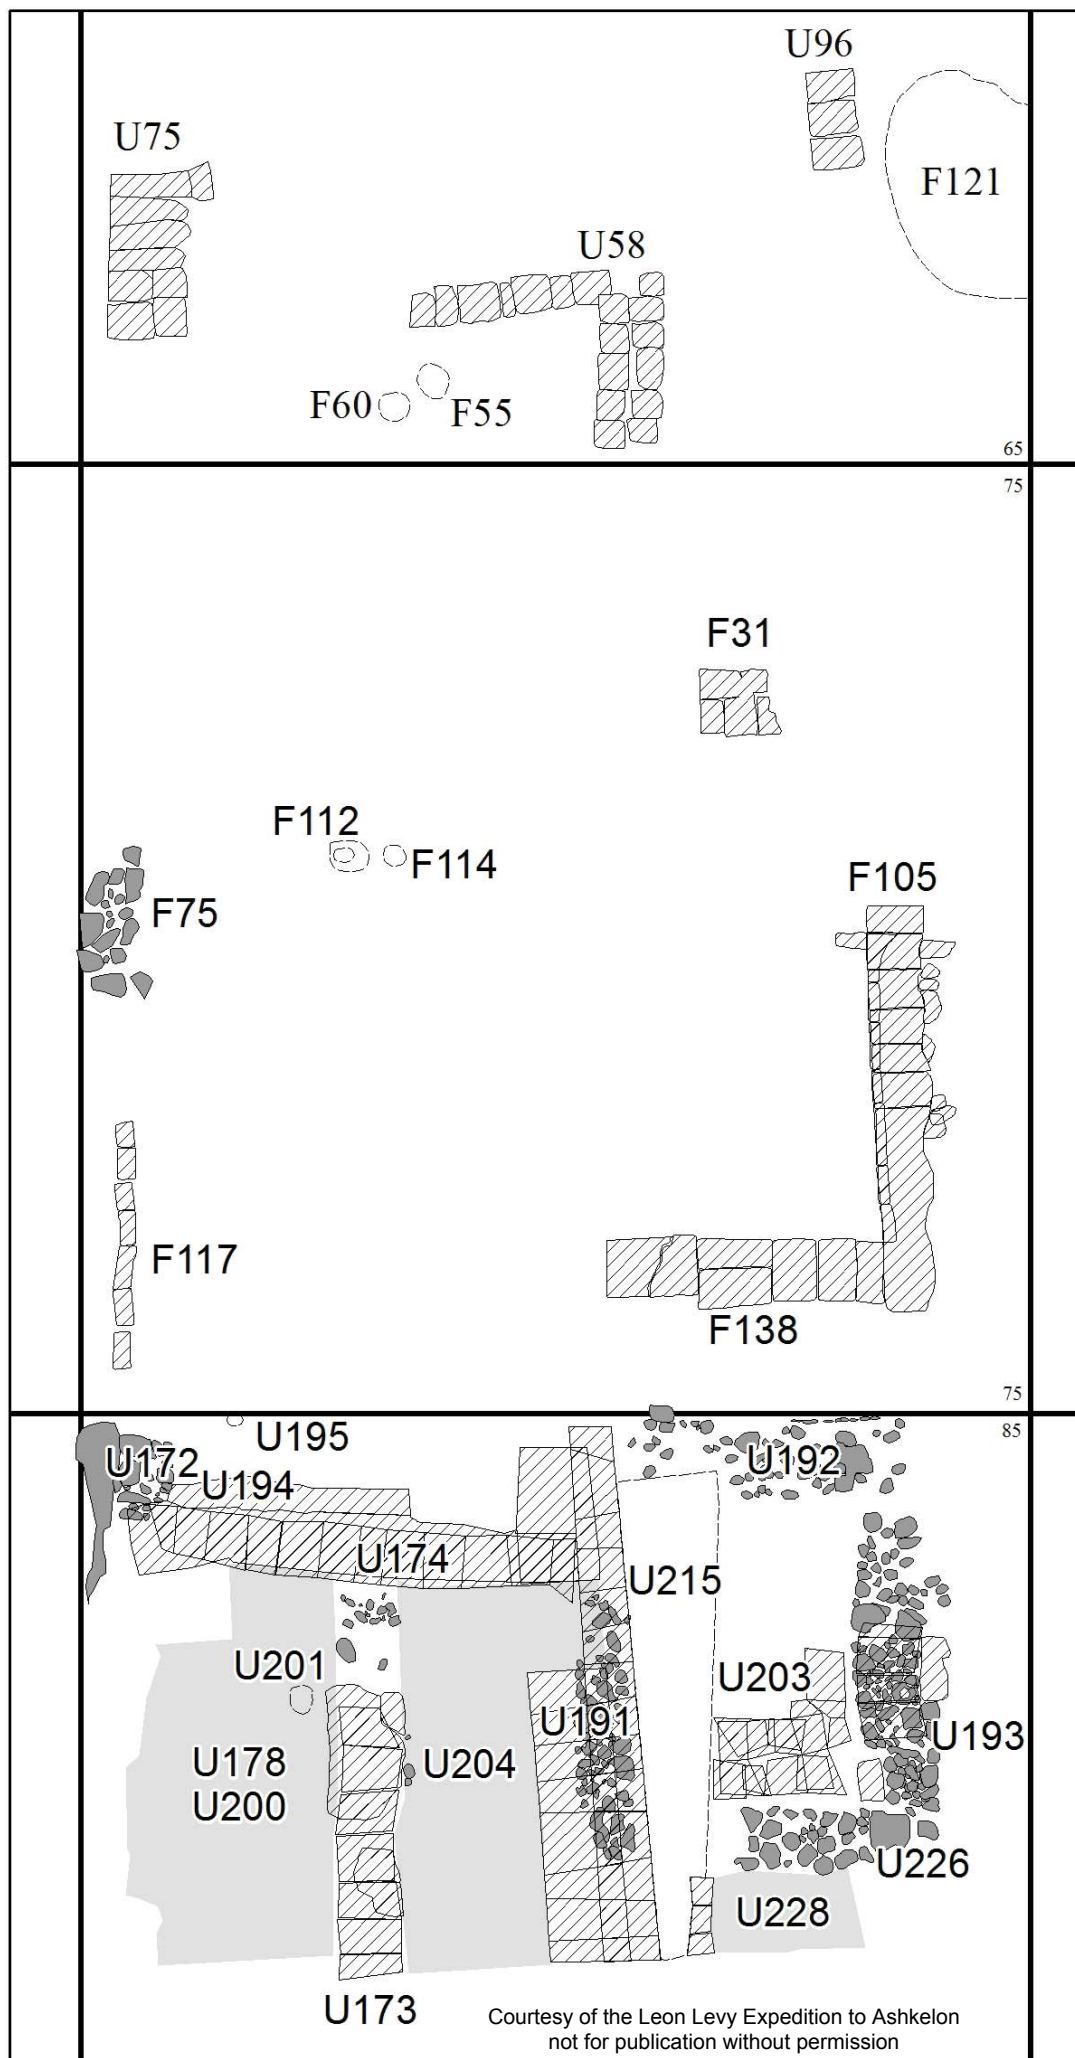 U96
U75
F121
U58
F60
F55
65
75
F31
F112
F114
F105
F75
F117
F138
75
85
U195
U172
U192
U194
U174
U215
U201
U203
U191
U193
U178
U204
U200
U226
U228
U173
Courtesy of the Leon Levy Expedition to Ashkelon
not for publication without permission